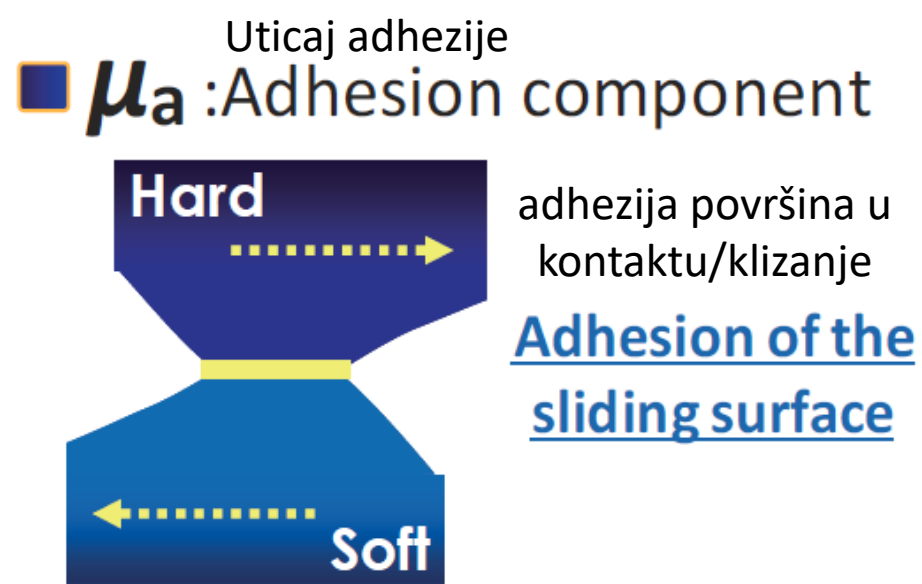 Uticaj adhezije
μa :Adhesion component
Hard
adhezija površina u
kontaktu/klizanje
Adhesion of the
sliding surface
Soft